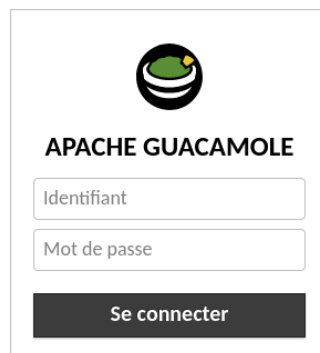 APACHE GUACAMOLE
Identifiant
Mot de passe
Se connecter